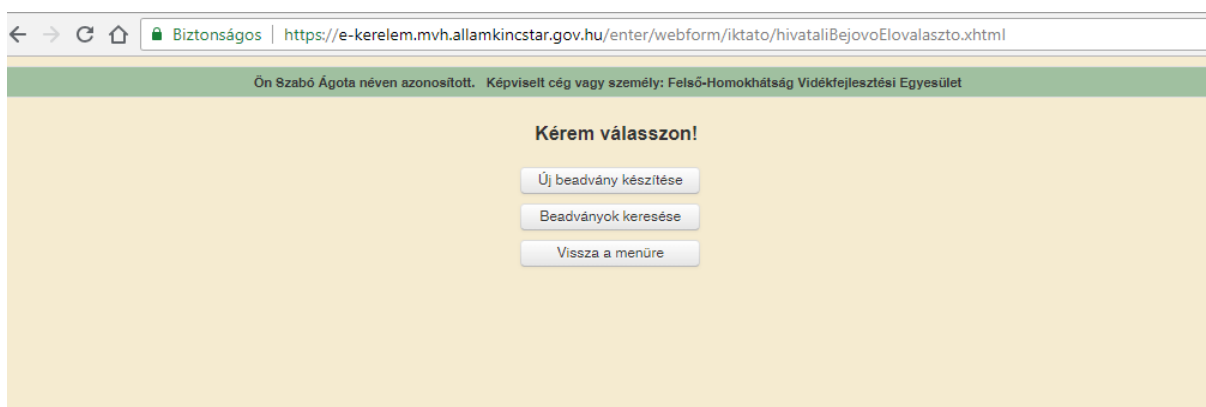 Biztonságos | https://e-kerelem.mvh.allamkincstar.gov.hu/enter/webform/iktato/hivataliBejovoElovalaszto.xhtml
Ön Szabó Ágota néven azonosított. Képviselt cég vagy személy: Felső-Homokhátság Vidékfejlesztési Egyesület
Kérem válasszon!
Új beadvány készítése
Beadványok keresése
Vissza a menüre